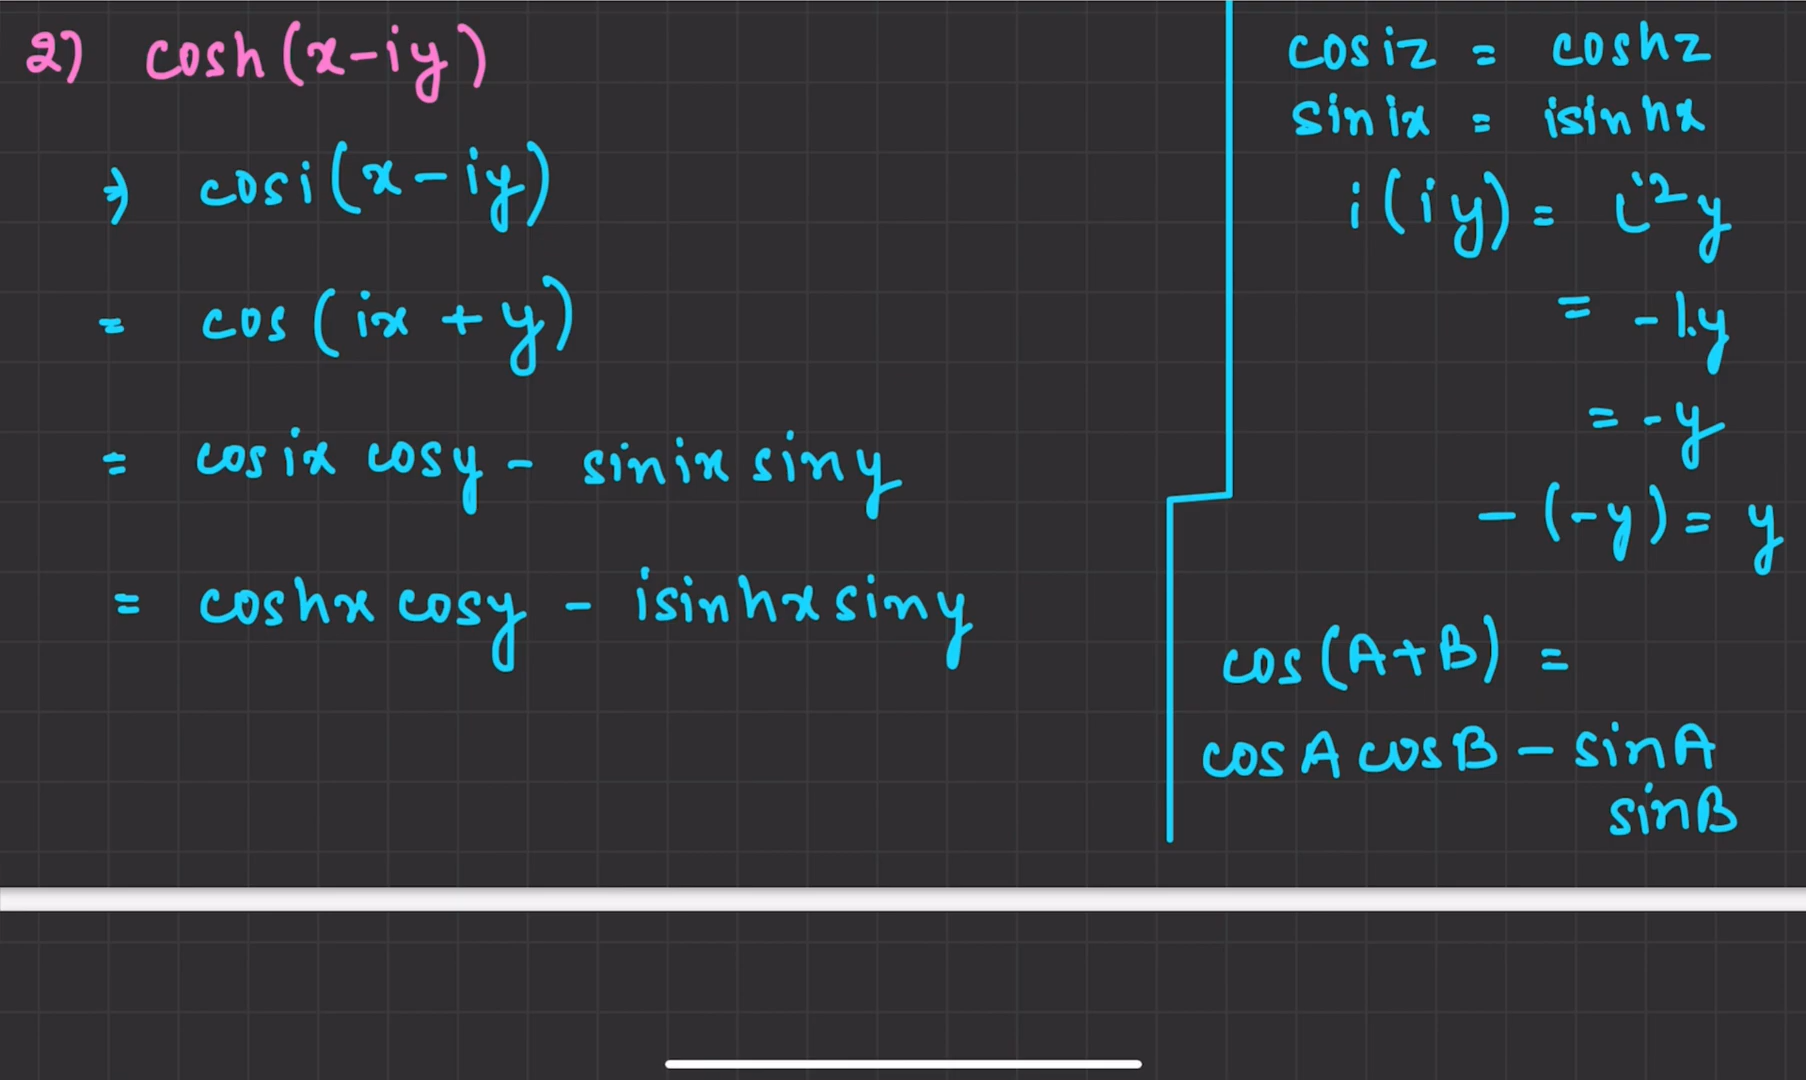 2) cosh(x-iy)
⇒ cosi(x-iy)
= cos(ix+y)
= cosix cosy - sinix siny
= coshx cosy - isinhx siny
cosiz = coshz
sinix = isinhx
i(iy) = i²y
= -1.y
= -y
-(-y) = y
cos(A+B) =
cosA cosB - sinA
sinB